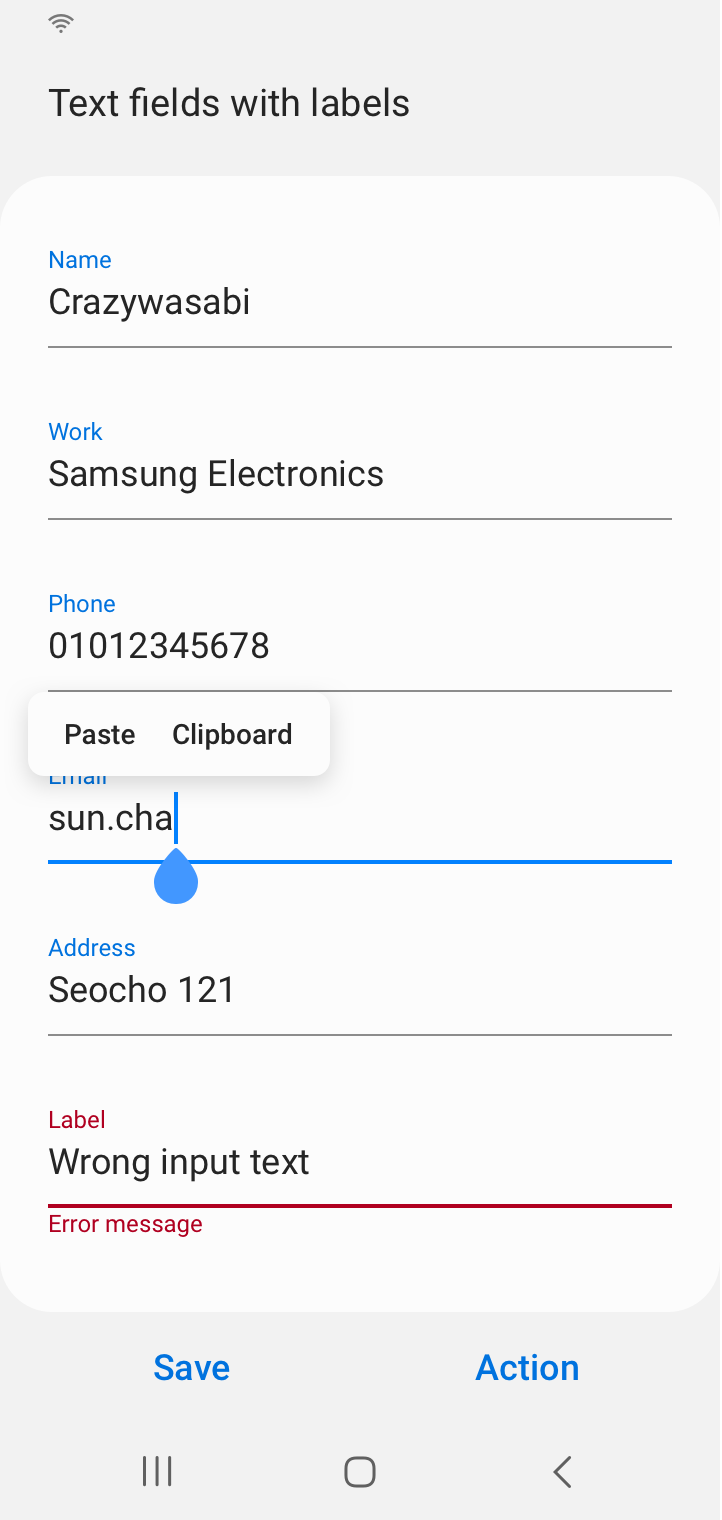 Text fields with labels
Name
Crazywasabi
Work
Samsung Electronics
Phone
01012345678
Paste Clipboard
Email
sun.cha
Address
Seocho 121
Label
Wrong input text
Error message
Save Action